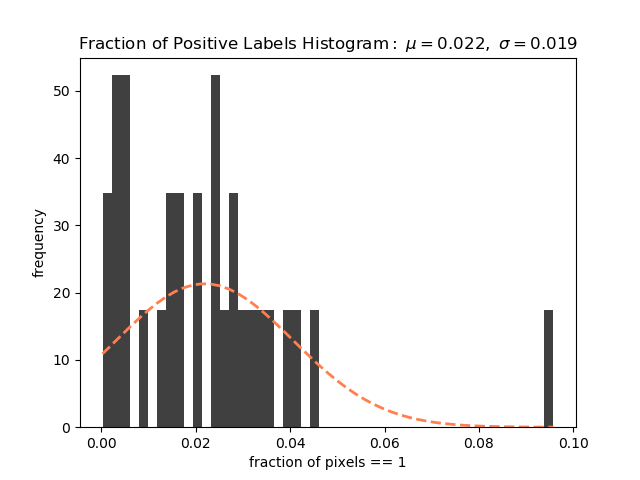 Fraction of Positive Labels Histogram: μ = 0.022, σ = 0.019
frequency
50
40
30
20
10
0
0.00 0.02 0.04 0.06 0.08 0.10
fraction of pixels == 1